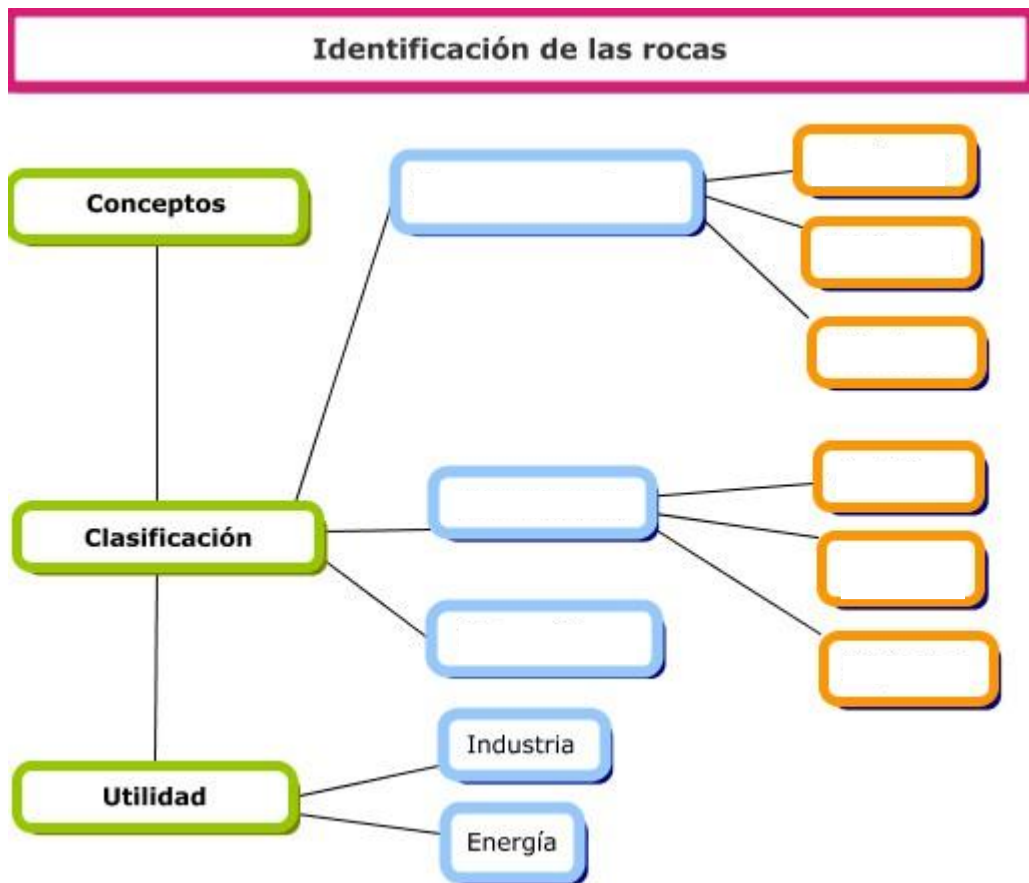 Identificación de las rocas
Conceptos
Clasificación
Utilidad
Industria
Energía